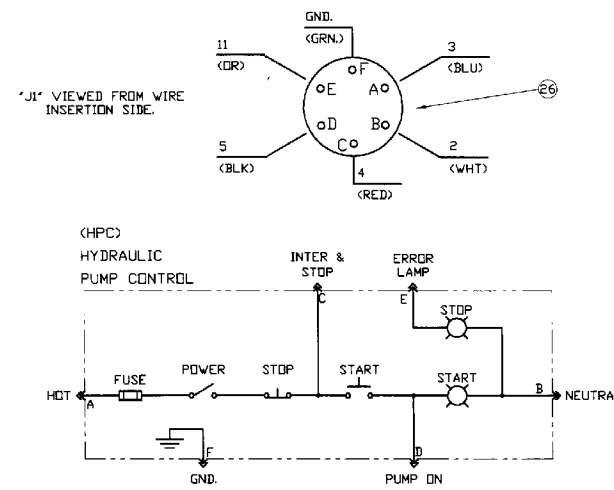 GND.
(GRN.)
11
(OR)
3
(BLU)
F
E
A
26
"J1" VIEWED FROM WIRE
INSERTION SIDE.
D
B
C
5
(BLK)
2
(WHT)
4
(RED)
(HPC)
HYDRAULIC
PUMP CONTROL
INTER &
STOP
ERROR
LAMP
C
E
STOP
FUSE
POWER
STOP
START
START
HOT
A
B
NEUTRA
F
D
GND.
PUMP ON